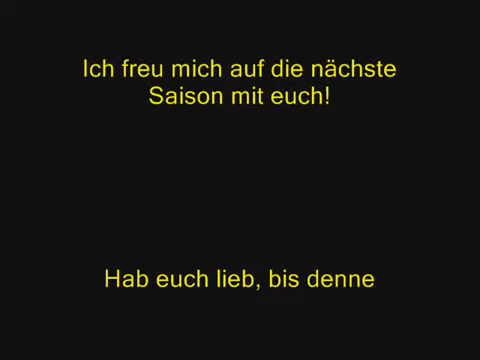 Ich freu mich auf die nächste
Saison mit euch!
Hab euch lieb, bis denne